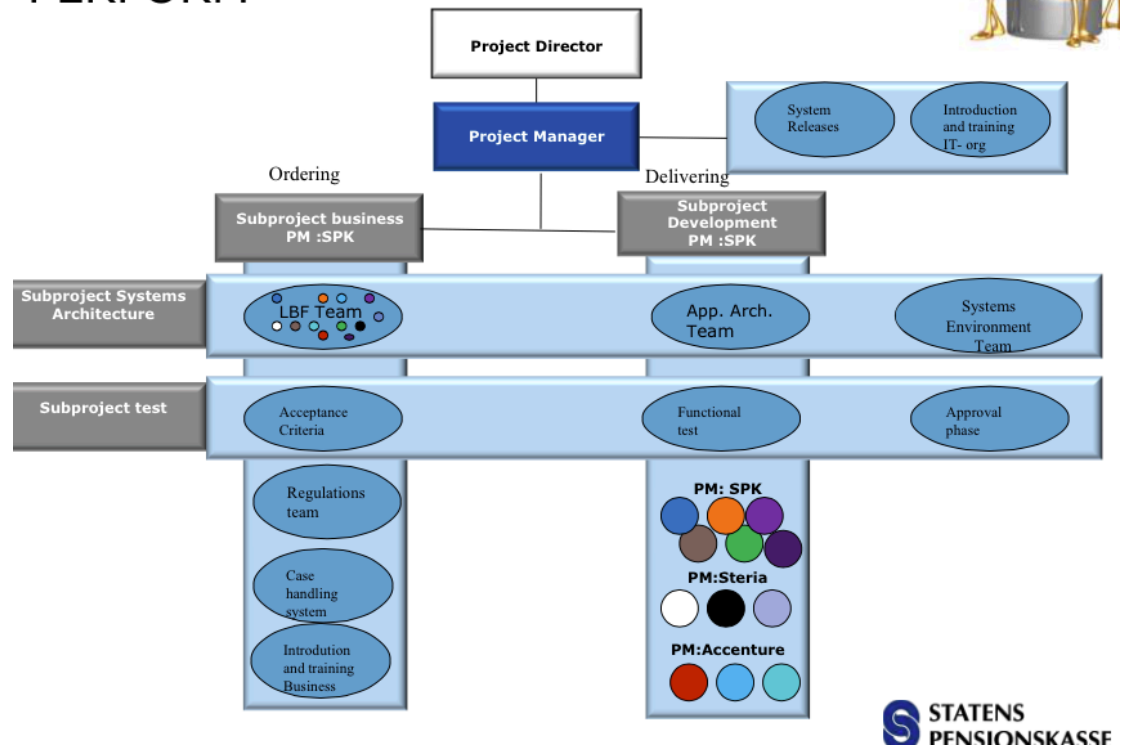 PERFORM
Project Director
Project Manager
System
Releases
Introduction
and training
IT- org
Ordering
Delivering
Subproject business
PM :SPK
Subproject
Development
PM :SPK
Subproject Systems
Architecture
LBF Team
App. Arch.
Team
Systems
Environment
Team
Subproject test
Acceptance
Criteria
Functional
test
Approval
phase
Regulations
team
Case
handling
system
Introdution
and training
Business
PM: SPK
PM:Steria
PM:Accenture
STATENS
PENSIONSKASSE